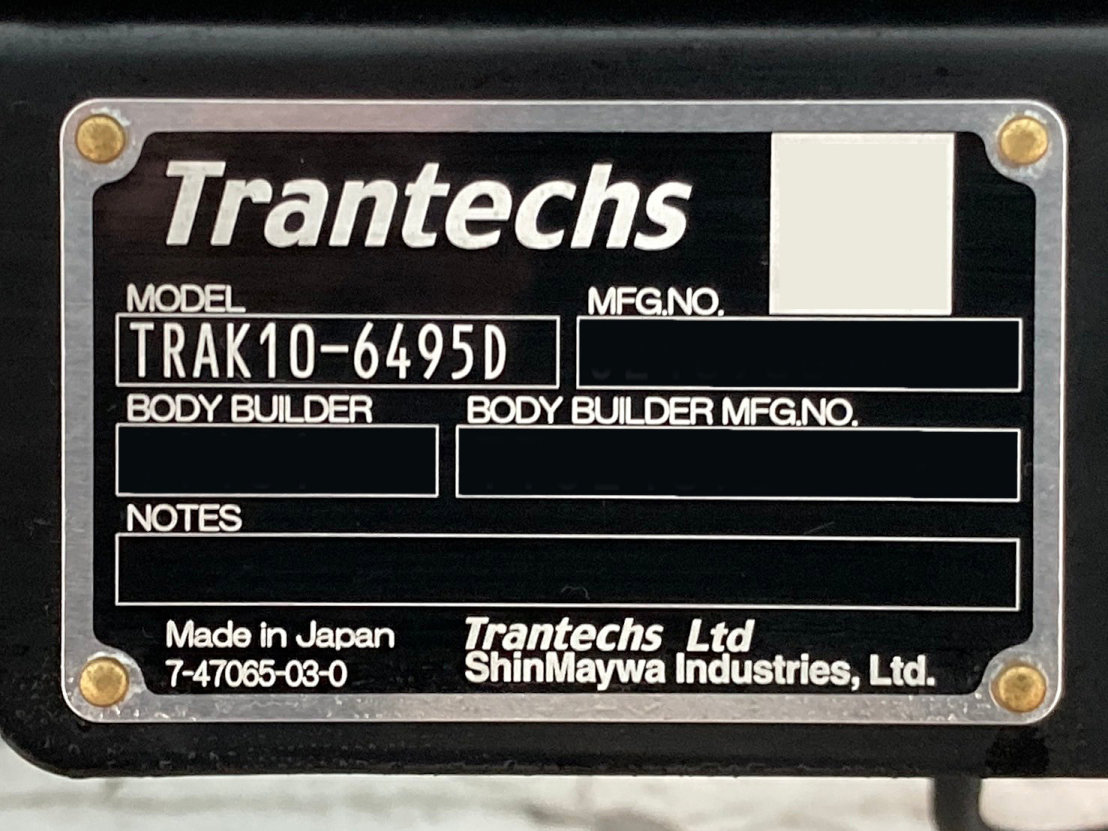 Trantechs
MODEL MFG.NO.
TRAK10-6495D
BODY BUILDER BODY BUILDER MFG.NO.
NOTES
Made in Japan Trantechs Ltd
7-47065-03-0 ShinMaywa Industries, Ltd.